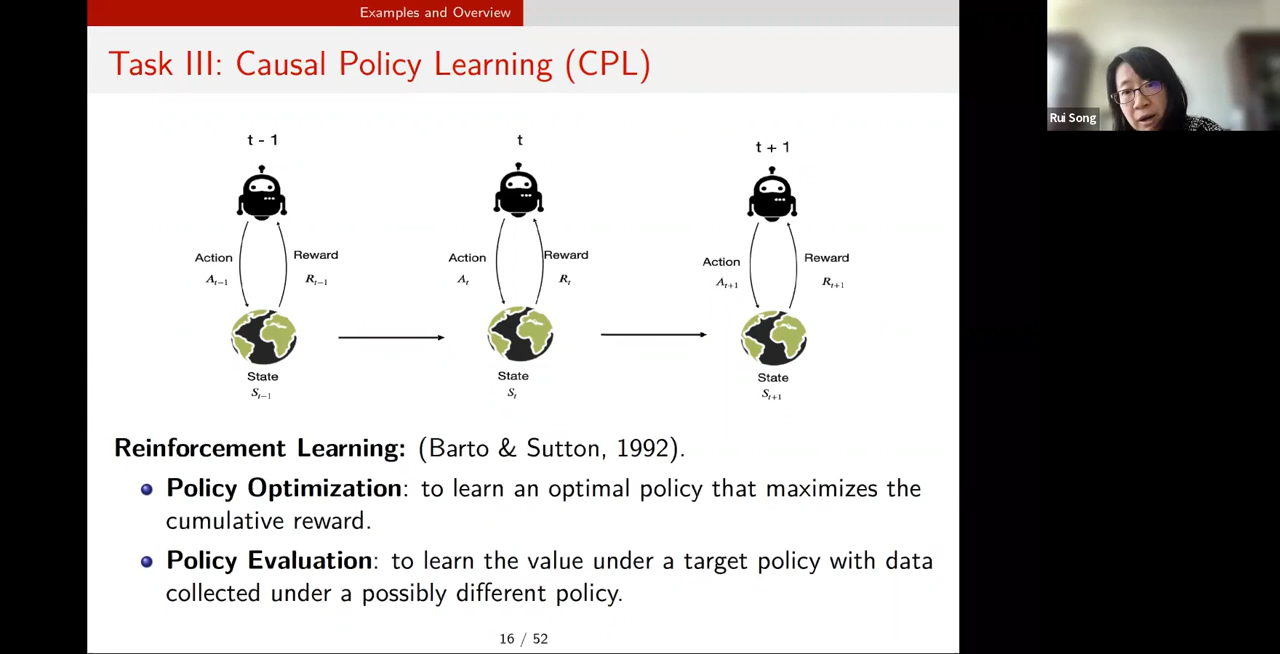 Examples and Overview
Task III: Causal Policy Learning (CPL)
Rui Song
t - 1
t
t + 1
Action
Reward
Action
Reward
Action
Reward
A_{t-1}
R_{t-1}
A_t
R_t
A_{t+1}
R_{t+1}
State
State
State
S_{t-1}
S_t
S_{t+1}
Reinforcement Learning: (Barto & Sutton, 1992).
Policy Optimization: to learn an optimal policy that maximizes the
cumulative reward.
Policy Evaluation: to learn the value under a target policy with data
collected under a possibly different policy.
16 / 52